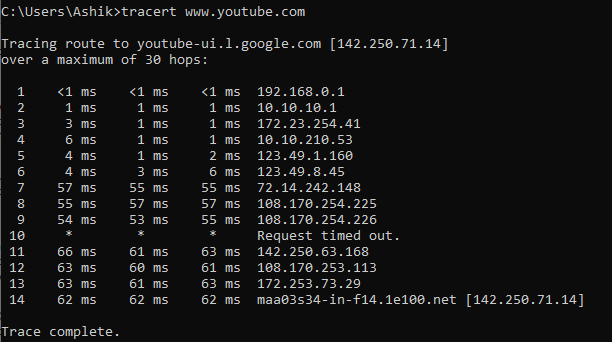 C:\Users\Ashik>tracert www.youtube.com
Tracing route to youtube-ui.l.google.com [142.250.71.14]
over a maximum of 30 hops:
1 <1 ms <1 ms <1 ms 192.168.0.1
2 1 ms 1 ms 1 ms 10.10.10.1
3 3 ms 1 ms 1 ms 172.23.254.41
4 6 ms 1 ms 1 ms 10.10.210.53
5 4 ms 1 ms 2 ms 123.49.1.160
6 4 ms 3 ms 6 ms 123.49.8.45
7 57 ms 55 ms 55 ms 72.14.242.148
8 55 ms 57 ms 57 ms 108.170.254.225
9 54 ms 53 ms 55 ms 108.170.254.226
10 * * * Request timed out.
11 66 ms 61 ms 63 ms 142.250.63.168
12 63 ms 60 ms 61 ms 108.170.253.113
13 63 ms 61 ms 63 ms 172.253.73.29
14 62 ms 62 ms 62 ms maa03s34-in-f14.1e100.net [142.250.71.14]
Trace complete.